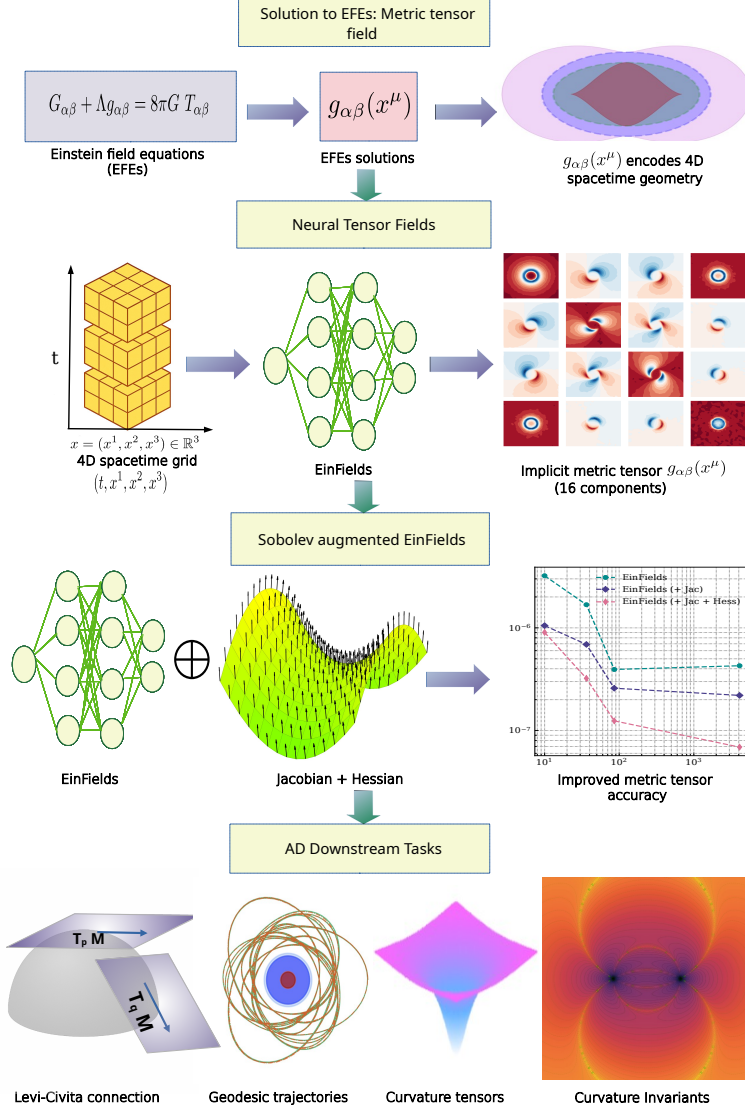 Solution to EFEs: Metric tensor
field
G_{αβ} + Λg_{αβ} = 8πG T_{αβ}
g_{αβ}(x^μ)
Einstein field equations
(EFEs)
EFEs solutions
g_{αβ}(x^μ) encodes 4D
spacetime geometry
Neural Tensor Fields
t
x = (x^1, x^2, x^3) ∈ ℝ^3
4D spacetime grid
(t, x^1, x^2, x^3)
EinFields
Implicit metric tensor g_{αβ}(x^μ)
(16 components)
Sobolev augmented EinFields
EinFields
EinFields (+ Jac)
EinFields (+ Jac + Hess)
10^{-6}
10^{-7}
10^1
10^2
10^3
EinFields
Jacobian + Hessian
Improved metric tensor
accuracy
AD Downstream Tasks
T_p M
T_q M
Levi-Civita connection
Geodesic trajectories
Curvature tensors
Curvature Invariants